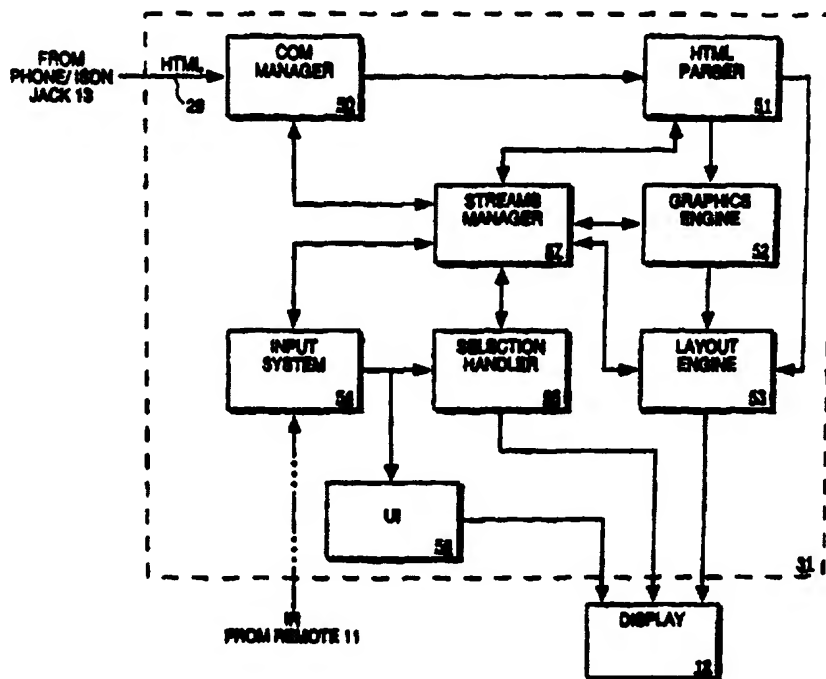 FROM
PHONE/ISDN
JACK 13
HTML
COM
MANAGER
50
HTML
PARSER
51
STREAMS
MANAGER
57
GRAPHICS
ENGINE
52
INPUT
SYSTEM
54
SELECTION
HANDLER
LAYOUT
ENGINE
53
UI
31
IR
FROM REMOTE 11
DISPLAY
12